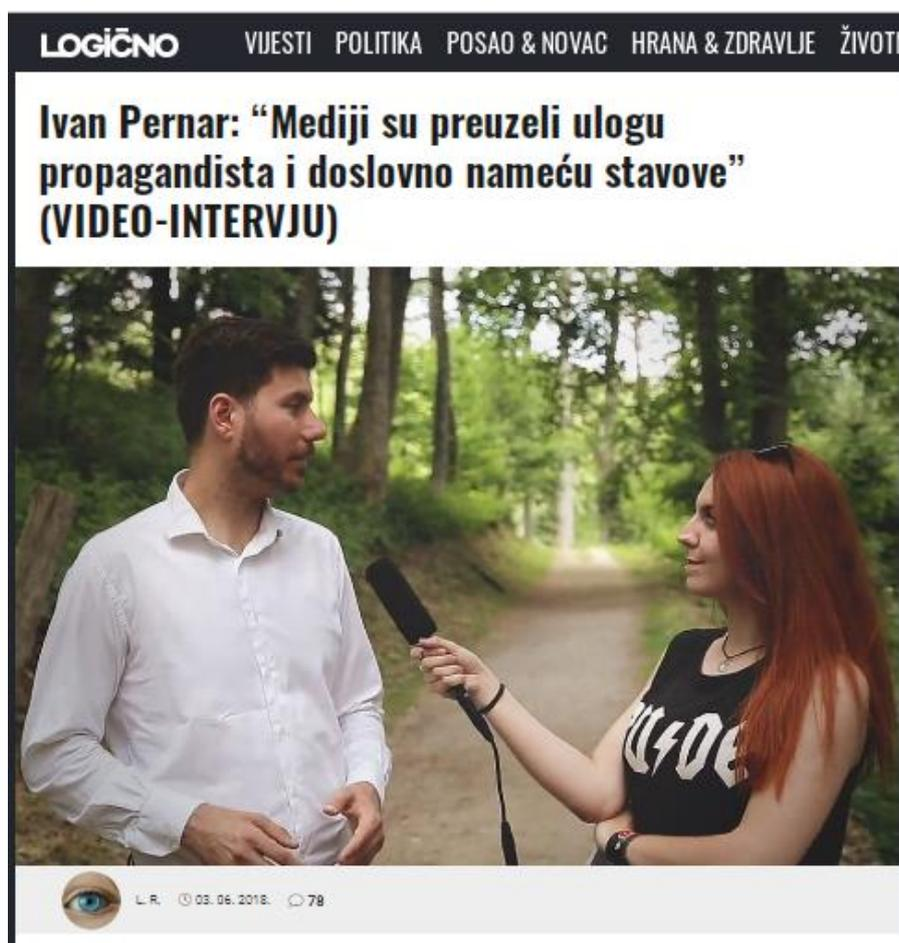 LOGIČNO VIJESTI POLITIKA POSAO & NOVAC HRANA & ZDRAVLJE
Ivan Pernar: “Mediji su preuzeli ulogu
propagandista i doslovno nameću stavove”
(VIDEO-INTERVJU)
L. R. 03. 06. 2018. 78